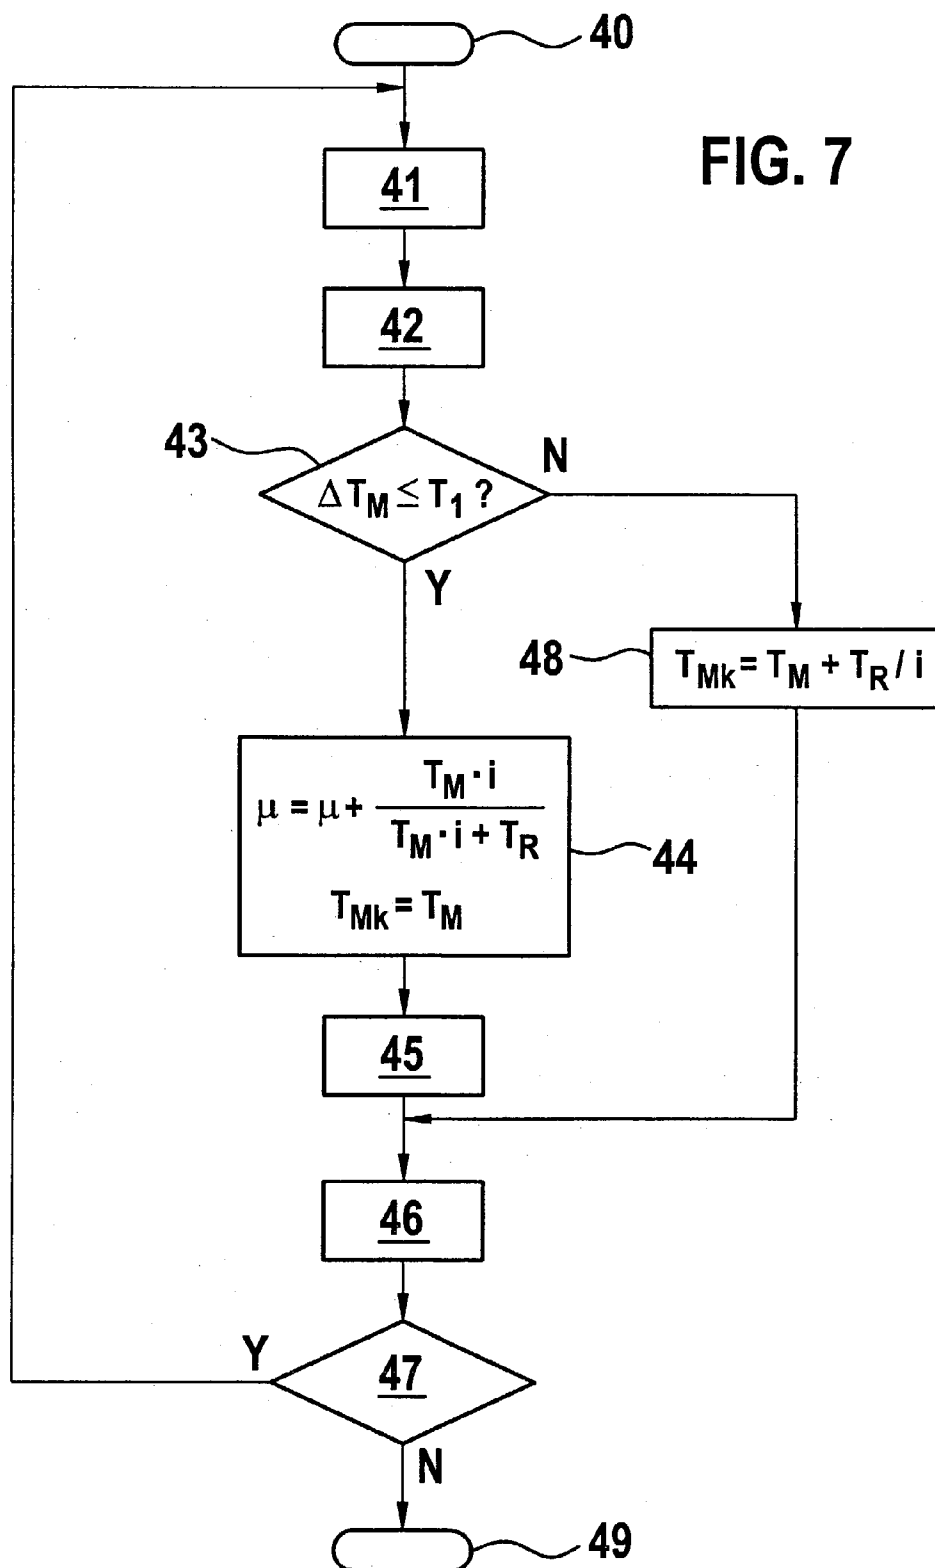 40
FIG. 7
41
42
43
N
Δ T_M ≤ T_1 ?
Y
48
T_Mk = T_M + T_R / i
μ = μ + (T_M · i) / (T_M · i + T_R)
T_Mk = T_M
44
45
46
Y
47
N
49